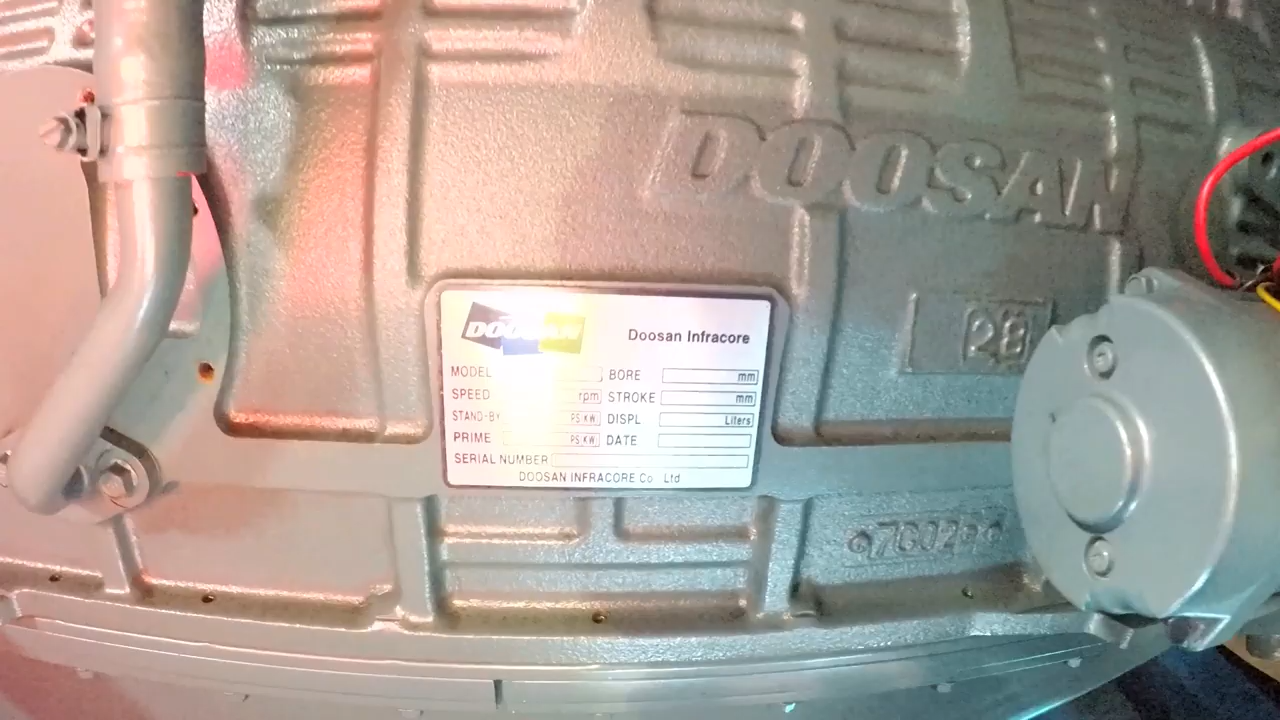 DOOSAN
28
DOOSAN
Doosan Infracore
MODEL BORE mm
SPEED rpm STROKE mm
STAND-BY PS/KW DISPL Liters
PRIME PS/KW DATE
SERIAL NUMBER
DOOSAN INFRACORE Co Ltd